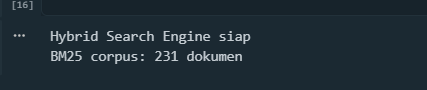 [16]
... Hybrid Search Engine siap
BM25 corpus: 231 dokumen